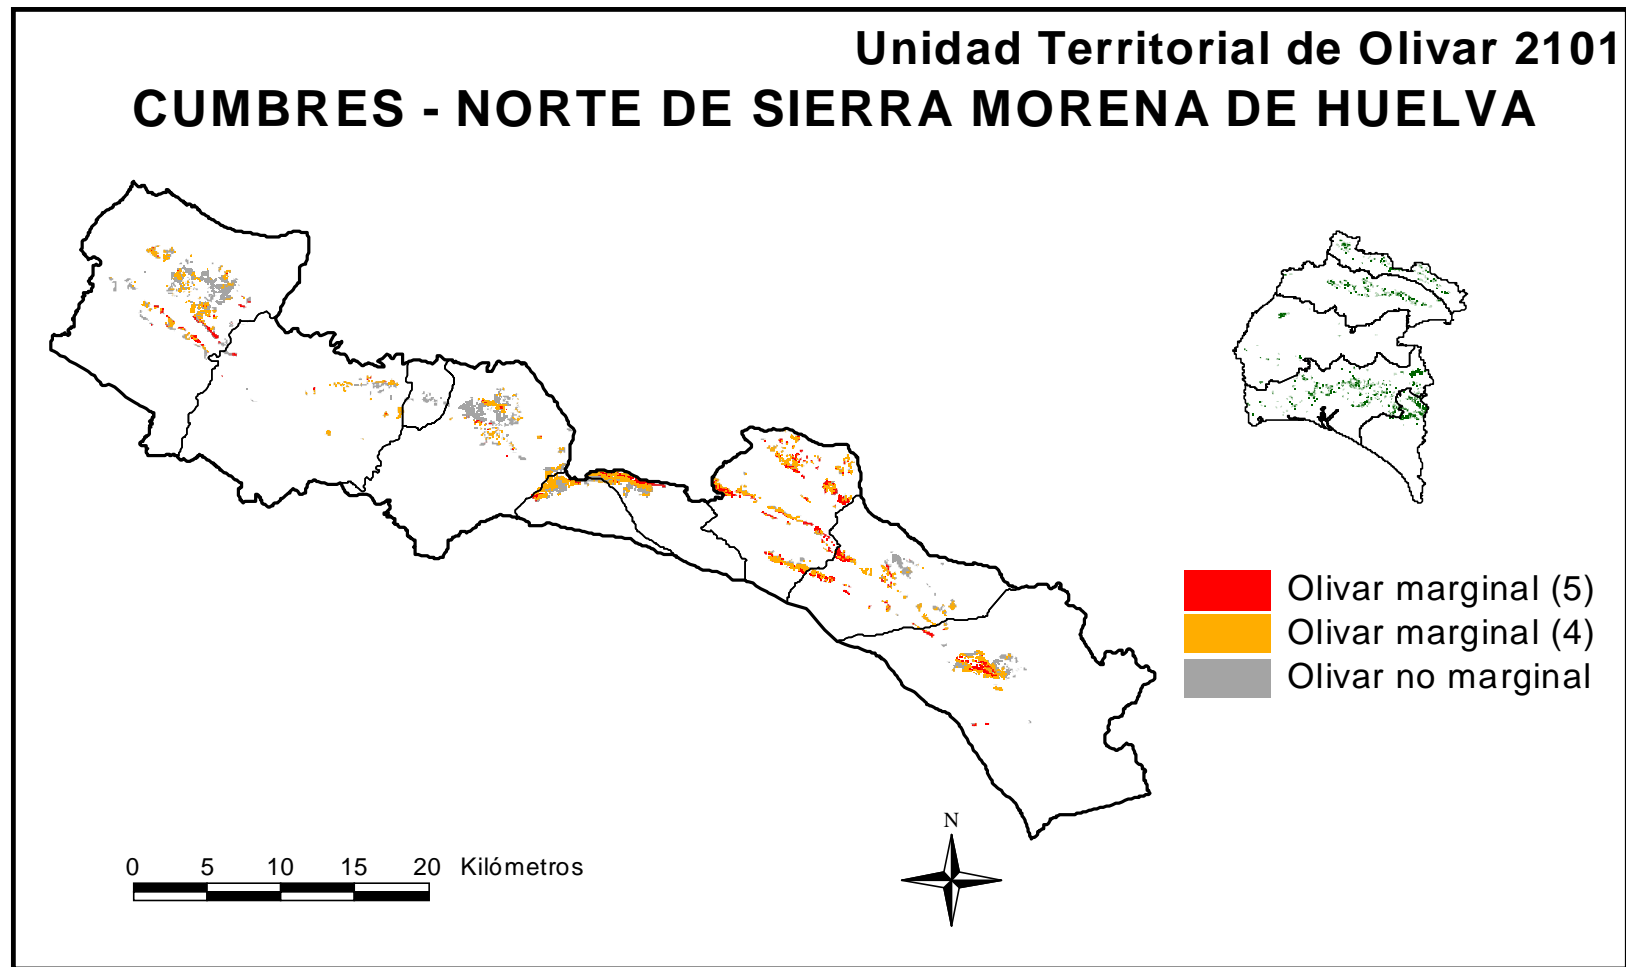 Unidad Territorial de Olivar 2101
CUMBRES - NORTE DE SIERRA MORENA DE HUELVA
Olivar marginal (5)
Olivar marginal (4)
Olivar no marginal
N
0 5 10 15 20 Kilómetros